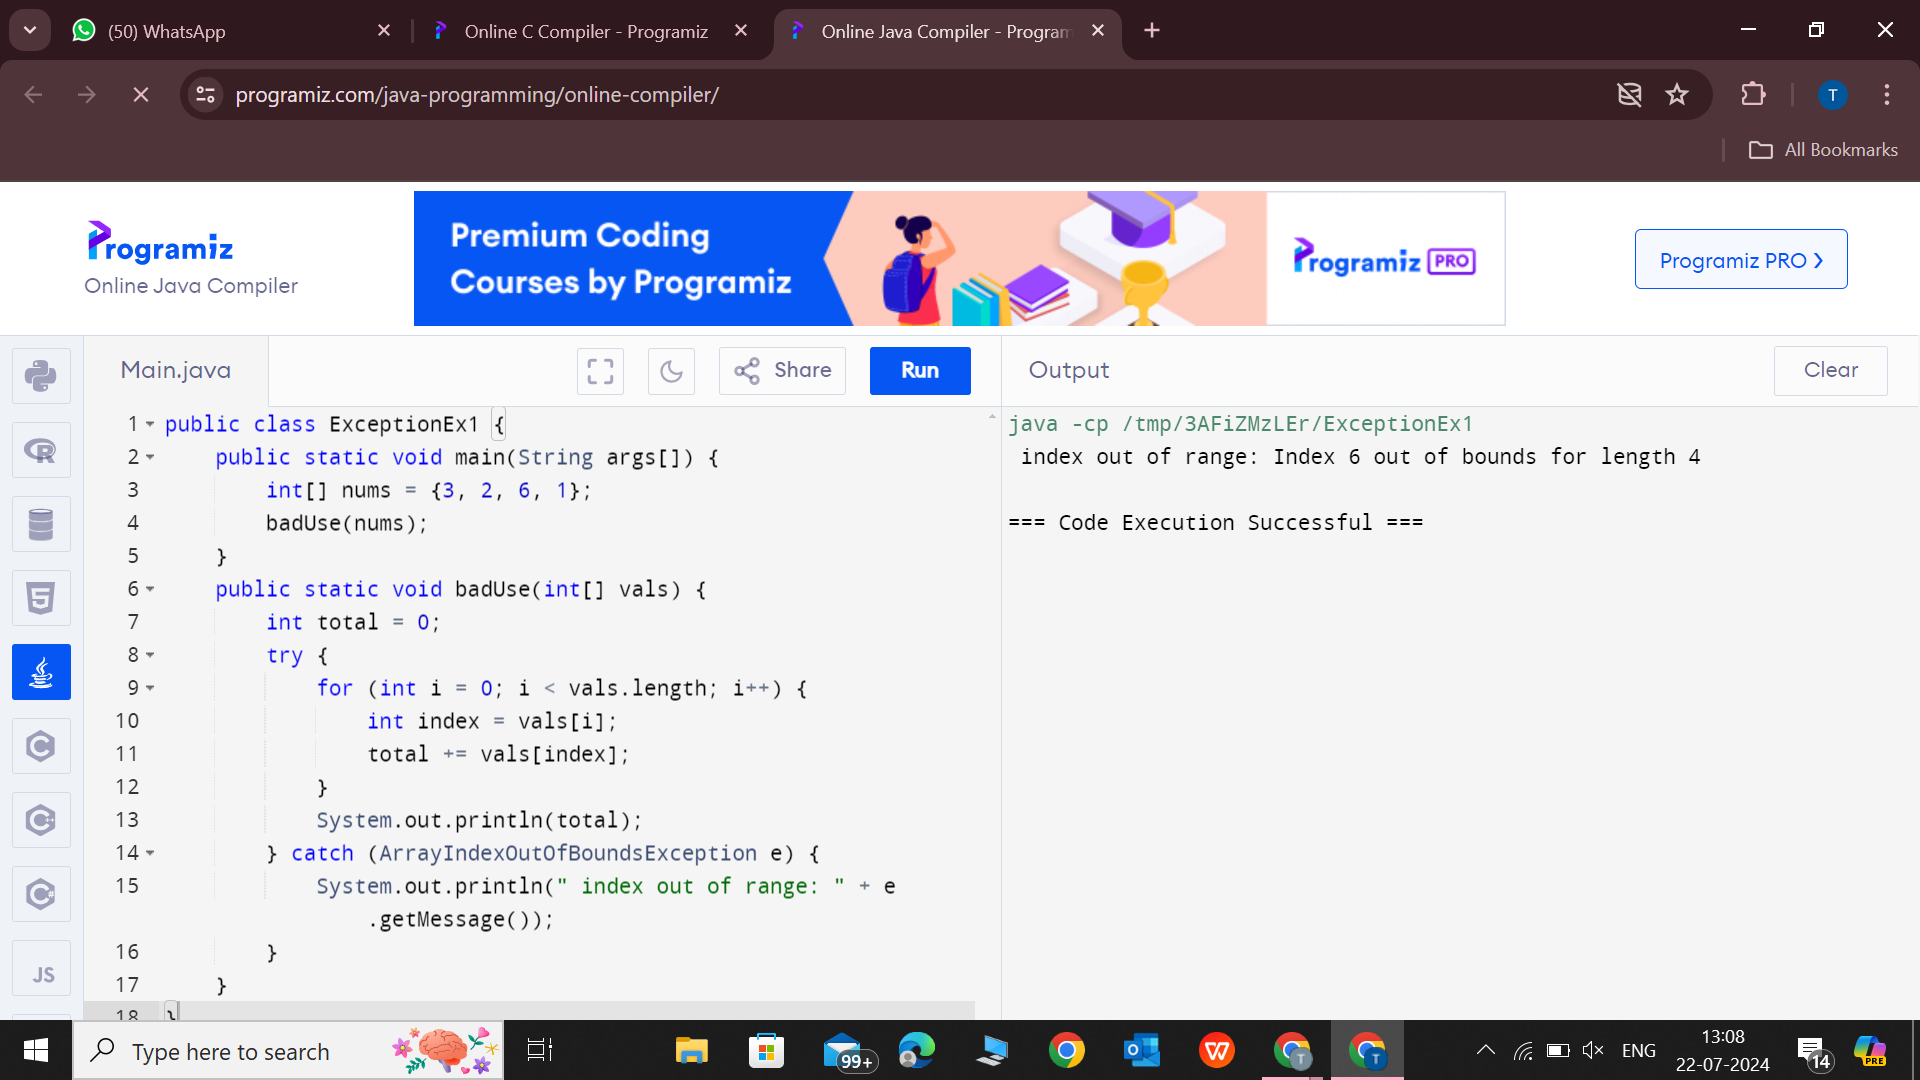 (50) WhatsApp
Online C Compiler - Programiz
Online Java Compiler - Program
programiz.com/java-programming/online-compiler/
T
All Bookmarks
Programiz
Online Java Compiler
Premium Coding
Courses by Programiz
Programiz PRO
Programiz PRO ❯
Main.java
Share
Run
Output
Clear
1 public class ExceptionEx1 {
2 public static void main(String args[]) {
3 int[] nums = {3, 2, 6, 1};
4 badUse(nums);
5 }
6 public static void badUse(int[] vals) {
7 int total = 0;
8 try {
9 for (int i = 0; i < vals.length; i++) {
10 int index = vals[i];
11 total += vals[index];
12 }
13 System.out.println(total);
14 } catch (ArrayIndexOutOfBoundsException e) {
15 System.out.println(" index out of range: " + e
.getMessage());
16 }
17 }
18 }
java -cp /tmp/3AFiZMzLEr/ExceptionEx1
index out of range: Index 6 out of bounds for length 4
=== Code Execution Successful ===
R
5
C
C
C
JS
Type here to search
99+
W
T
T
ENG
13:08
22-07-2024
14
PRE